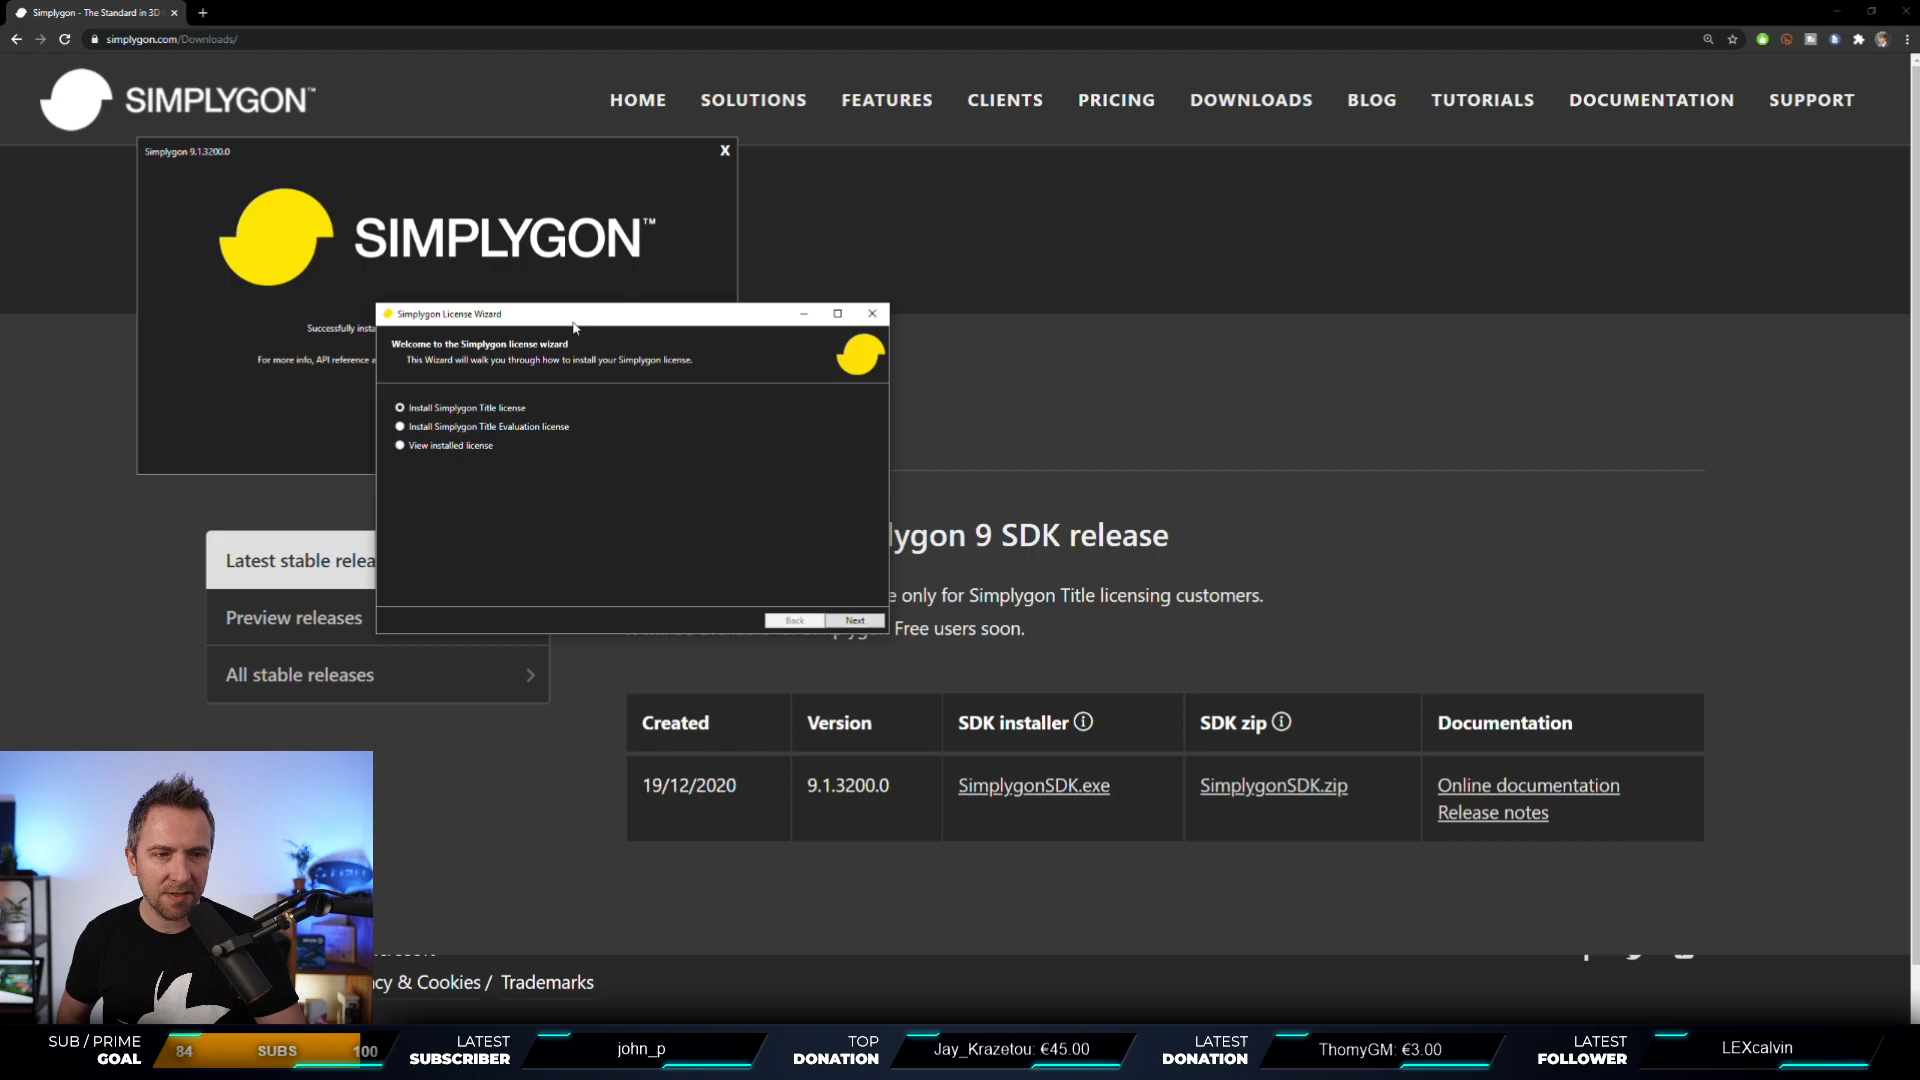 Simplygon - The Standard in 3D
simplygon.com/Downloads/
SIMPLYGON™
HOME
SOLUTIONS
FEATURES
CLIENTS
PRICING
DOWNLOADS
BLOG
TUTORIALS
DOCUMENTATION
SUPPORT
Simplygon 9.1.3200.0
X
SIMPLYGON™
Successfully insta
For more info, API reference a
Simplygon License Wizard
Welcome to the Simplygon license wizard
This Wizard will walk you through how to install your Simplygon license.
Install Simplygon Title license
Install Simplygon Title Evaluation license
View installed license
Back
Next
Latest stable relea
Preview releases
All stable releases
lygon 9 SDK release
e only for Simplygon Title licensing customers.
Free users soon.
Created Version SDK installer SDK zip Documentation
19/12/2020 9.1.3200.0 SimplygonSDK.exe SimplygonSDK.zip Online documentation
Release notes
cy & Cookies / Trademarks
SUB / PRIME
GOAL
84 SUBS 100
LATEST
SUBSCRIBER
john_p
TOP
DONATION
Jay_Krazetou: €45.00
LATEST
DONATION
ThomyGM: €3.00
LATEST
FOLLOWER
LEXcalvin